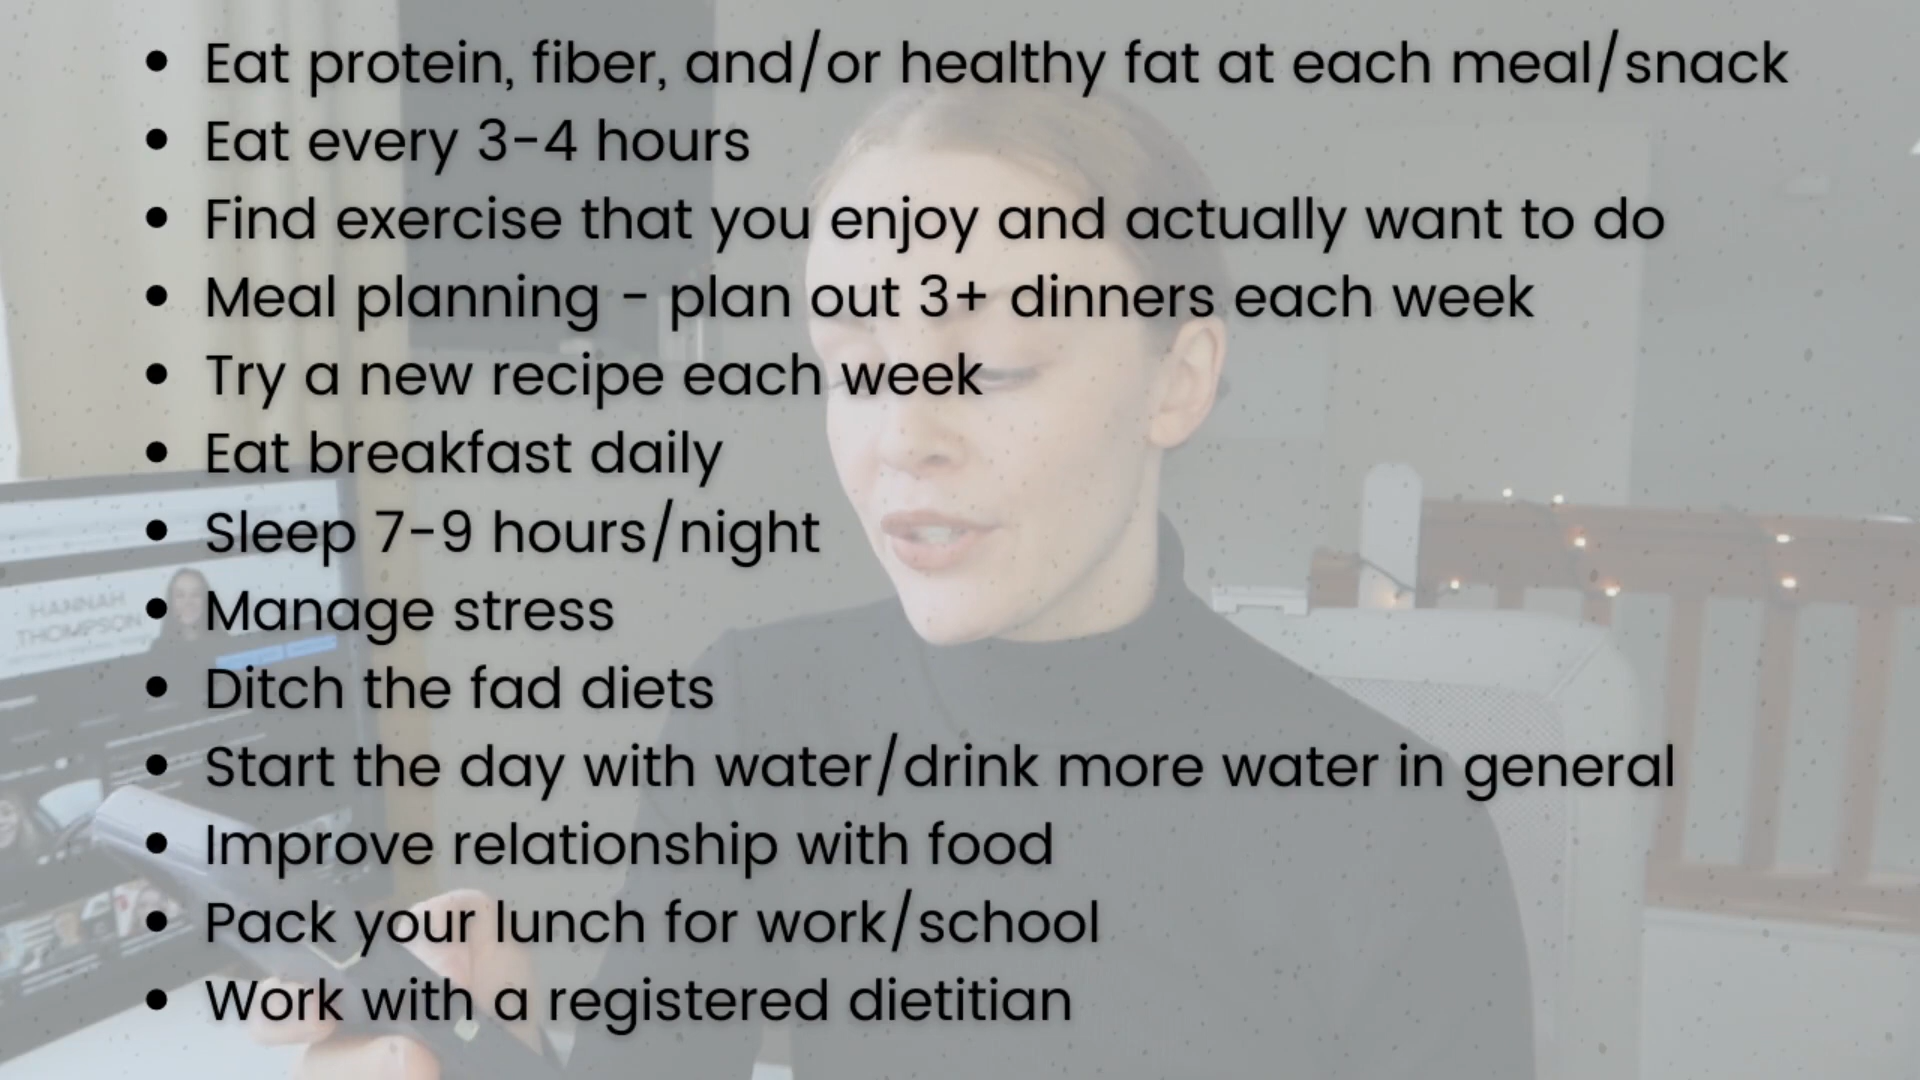 • Eat protein, fiber, and/or healthy fat at each meal/snack
• Eat every 3-4 hours
• Find exercise that you enjoy and actually want to do
• Meal planning - plan out 3+ dinners each week
• Try a new recipe each week
• Eat breakfast daily
• Sleep 7-9 hours/night
• Manage stress
• Ditch the fad diets
• Start the day with water/drink more water in general
• Improve relationship with food
• Pack your lunch for work/school
• Work with a registered dietitian
HANNAH
THOMPSON